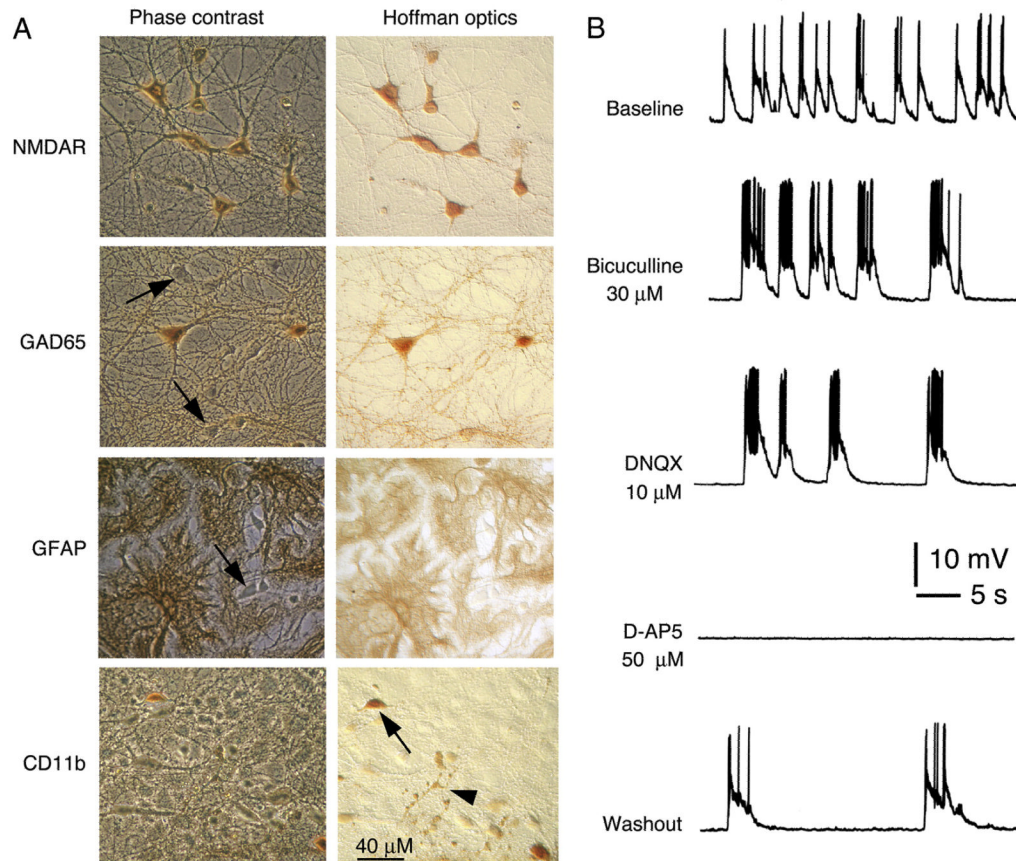 A
Phase contrast
Hoffman optics
NMDAR
GAD65
GFAP
CD11b
40 μM
B
Baseline
Bicuculline
30 μM
DNQX
10 μM
10 mV
5 s
D-AP5
50 μM
Washout